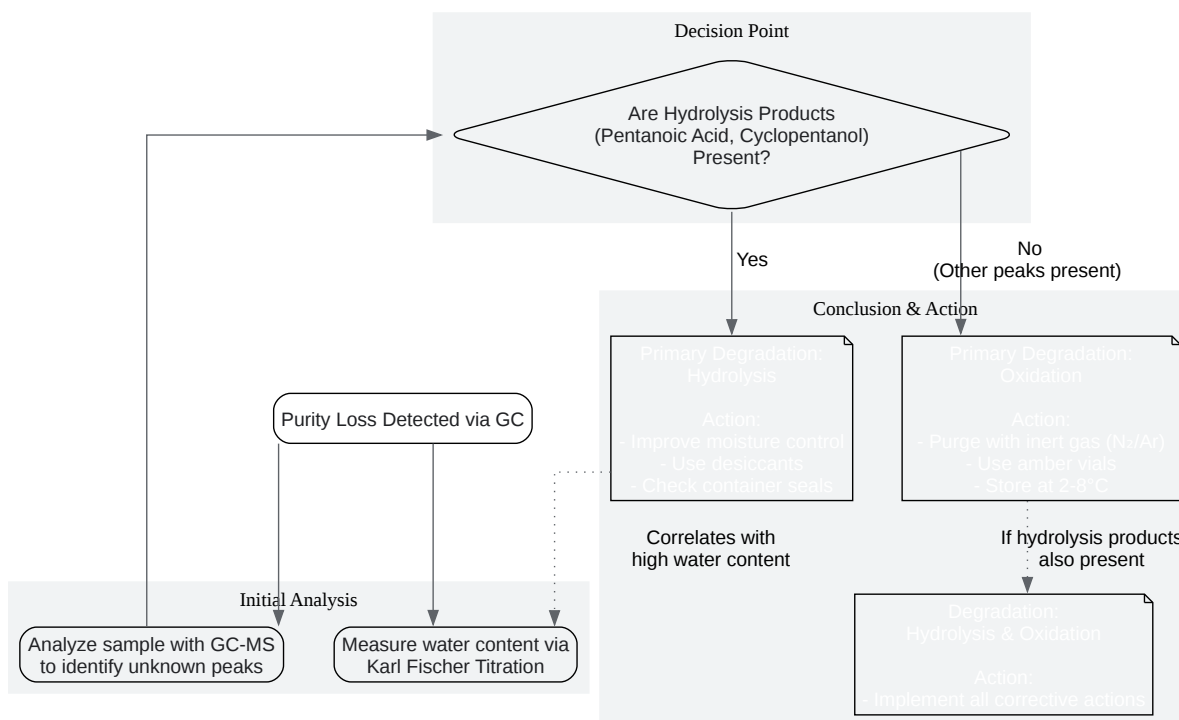 Decision Point
Are Hydrolysis Products
(Pentanoic Acid, Cyclopentanol)
Present?
Yes
No
(Other peaks present)
Conclusion & Action
Primary Degradation:
Hydrolysis
Action:
- Improve moisture control
- Use desiccants
- Check container seals
Primary Degradation:
Oxidation
Action:
- Purge with inert gas (N₂/Ar)
- Use amber vials
- Store at 2-8°C
Purity Loss Detected via GC
Correlates with
high water content
If hydrolysis products
also present
Initial Analysis
Analyze sample with GC-MS
to identify unknown peaks
Measure water content via
Karl Fischer Titration
Degradation:
Hydrolysis & Oxidation
Action:
- Implement all corrective actions